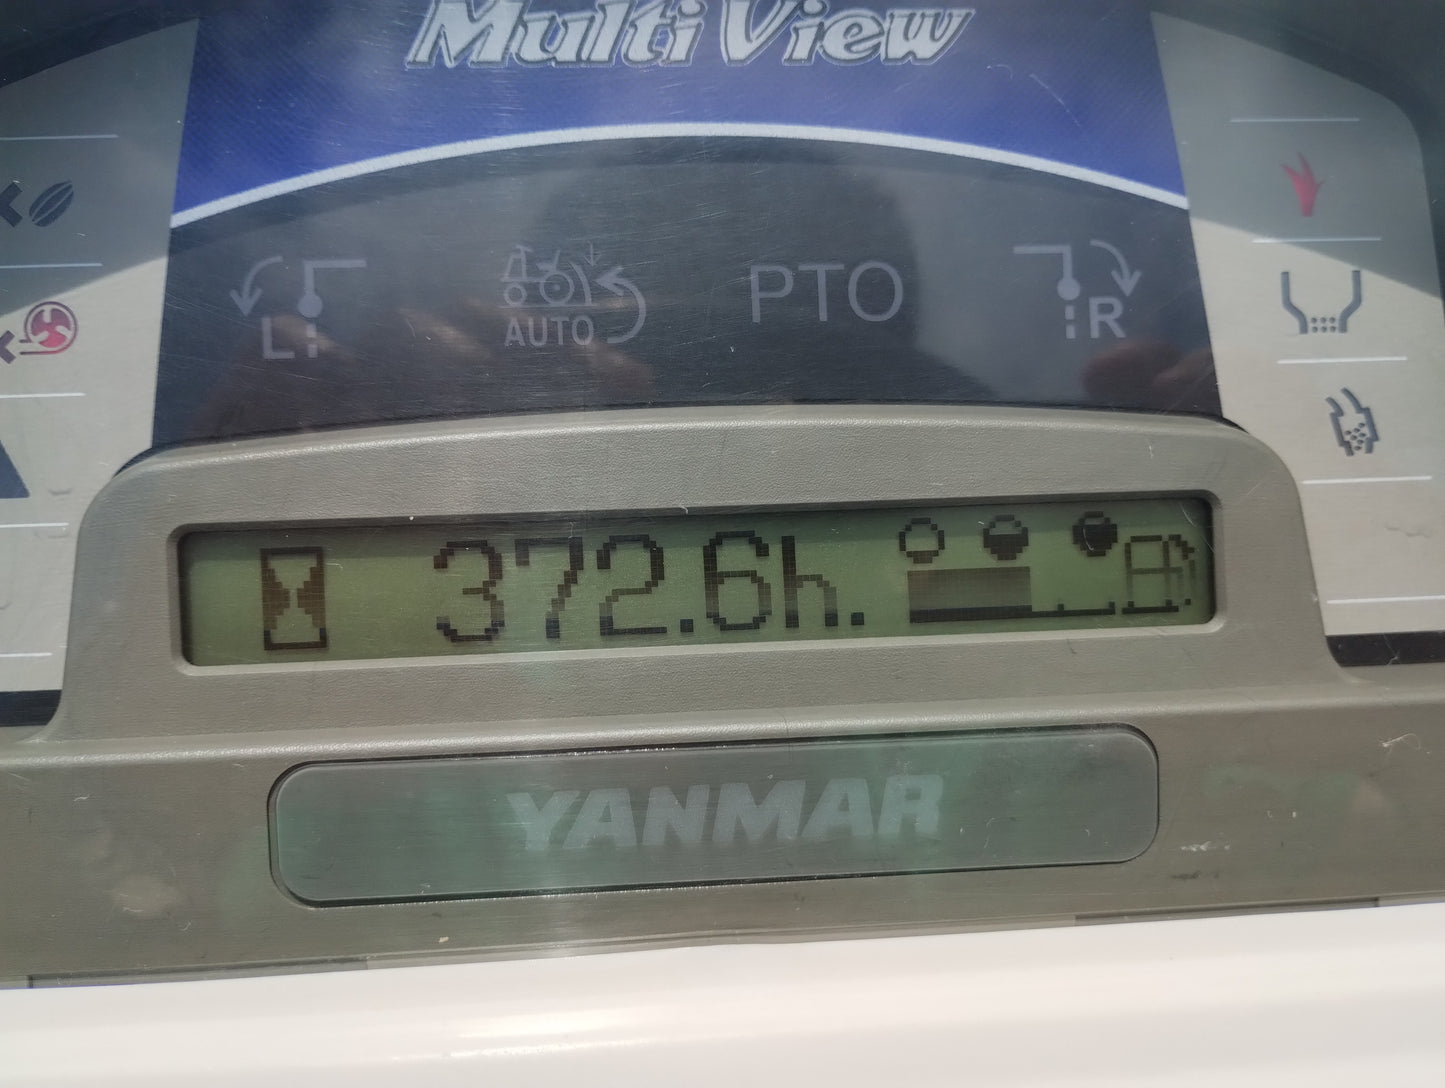 Multi View
L
AUTO
PTO
R
372.6h.
YANMAR